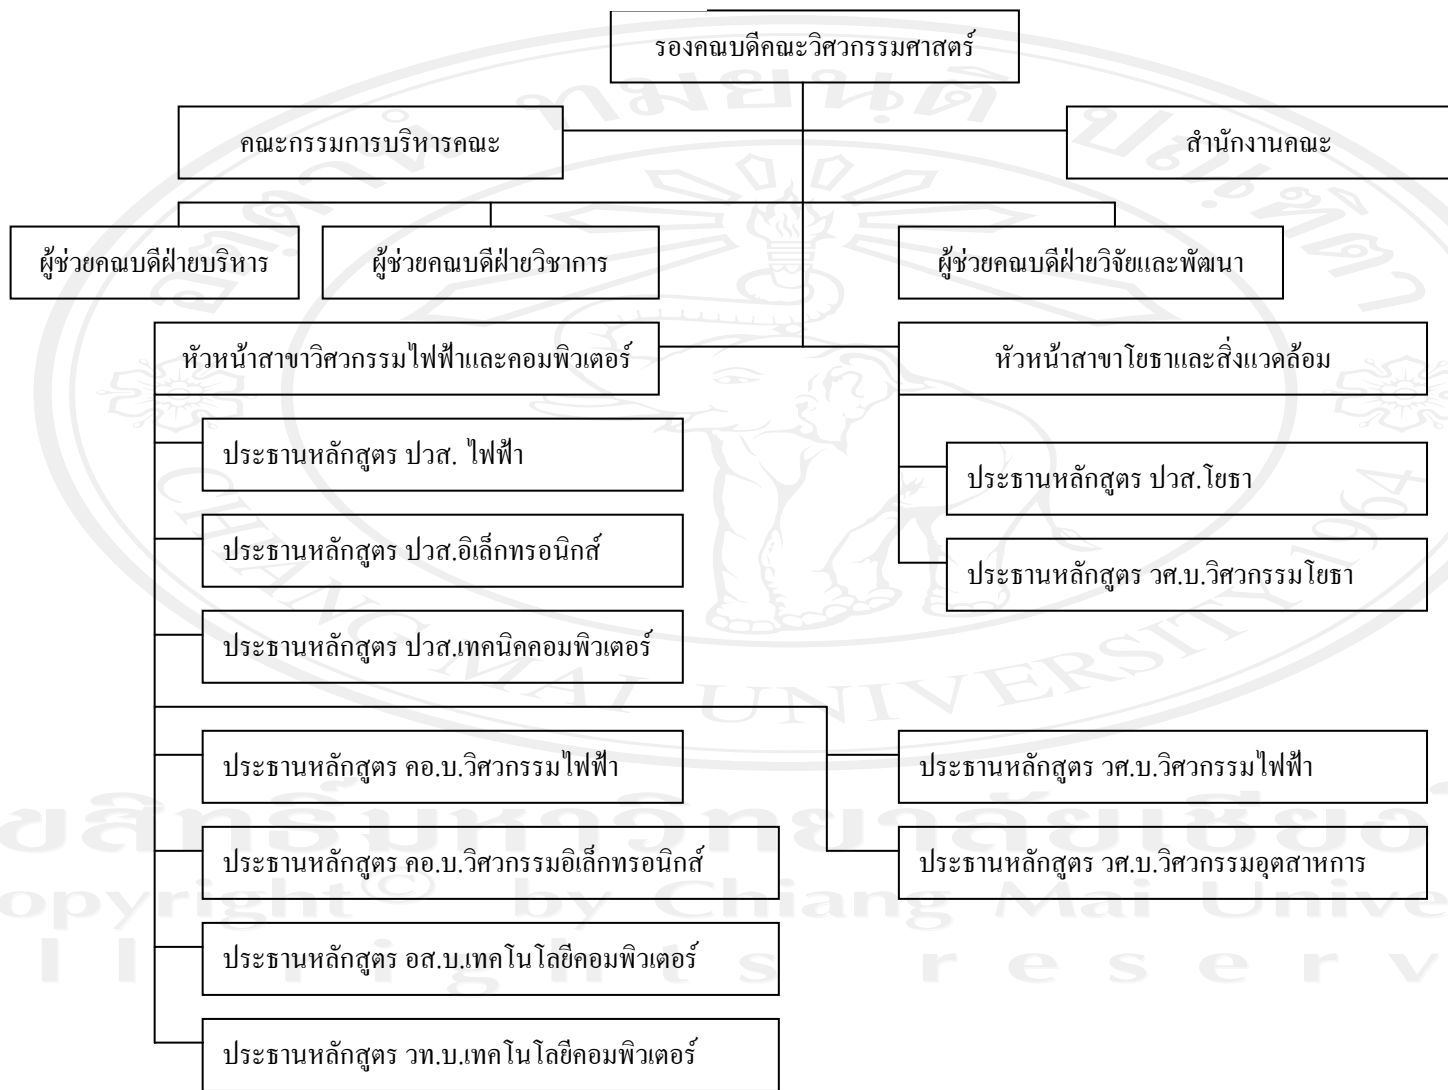 รองคณบดีคณะวิศวกรรมศาสตร์
คณะกรรมการบริหารคณะ
สำนักงานคณะ
ผู้ช่วยคณบดีฝ่ายบริหาร
ผู้ช่วยคณบดีฝ่ายวิชาการ
ผู้ช่วยคณบดีฝ่ายวิจัยและพัฒนา
หัวหน้าสาขาวิศวกรรมไฟฟ้าและคอมพิวเตอร์
หัวหน้าสาขาโยธาและสิ่งแวดล้อม
ประธานหลักสูตร ปวส. ไฟฟ้า
ประธานหลักสูตร ปวส.โยธา
ประธานหลักสูตร ปวส.อิเล็กทรอนิกส์
ประธานหลักสูตร วศ.บ.วิศวกรรมโยธา
ประธานหลักสูตร ปวส.เทคนิคคอมพิวเตอร์
ประธานหลักสูตร คอ.บ.วิศวกรรมไฟฟ้า
ประธานหลักสูตร วศ.บ.วิศวกรรมไฟฟ้า
ประธานหลักสูตร คอ.บ.วิศวกรรมอิเล็กทรอนิกส์
ประธานหลักสูตร วศ.บ.วิศวกรรมอุตสาหการ
ประธานหลักสูตร อส.บ.เทคโนโลยีคอมพิวเตอร์
ประธานหลักสูตร วท.บ.เทคโนโลยีคอมพิวเตอร์
CHIANG MAI UNIVERSITY 1964
opyright© by Chiang Mai Unive
ll rights reserv